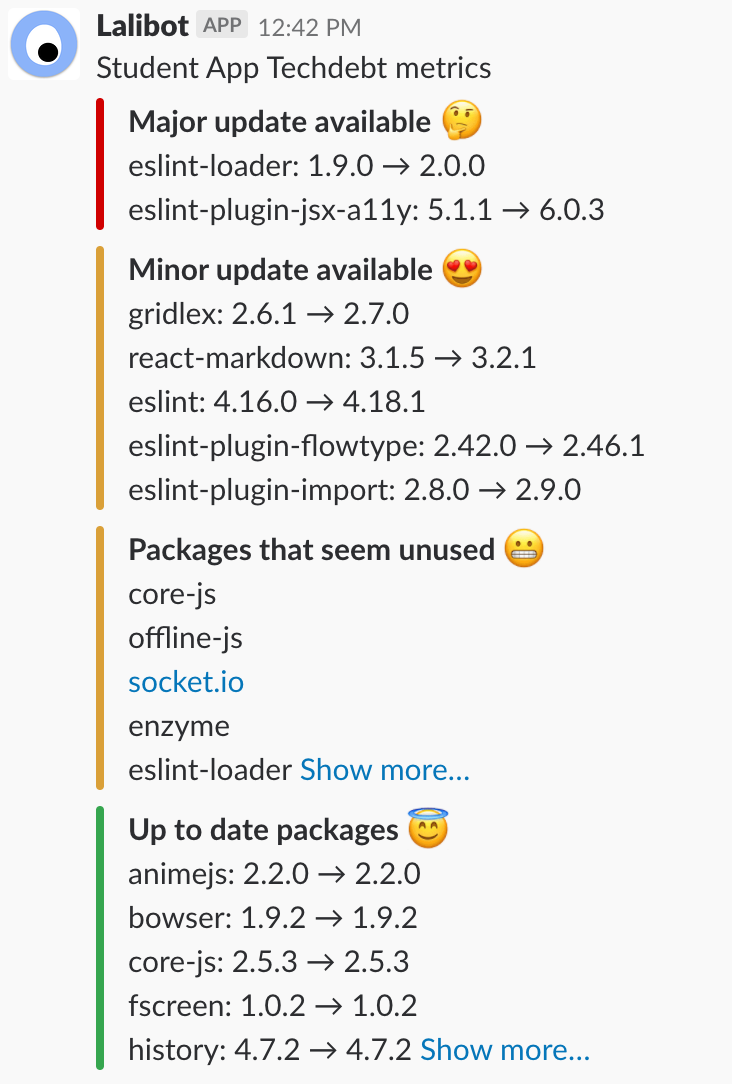 Lalibot APP 12:42 PM
Student App Techdebt metrics
Major update available 🤔
eslint-loader: 1.9.0 → 2.0.0
eslint-plugin-jsx-a11y: 5.1.1 → 6.0.3
Minor update available 😍
gridlex: 2.6.1 → 2.7.0
react-markdown: 3.1.5 → 3.2.1
eslint: 4.16.0 → 4.18.1
eslint-plugin-flowtype: 2.42.0 → 2.46.1
eslint-plugin-import: 2.8.0 → 2.9.0
Packages that seem unused 😬
core-js
offline-js
socket.io
enzyme
eslint-loader Show more...
Up to date packages 😇
animejs: 2.2.0 → 2.2.0
bowser: 1.9.2 → 1.9.2
core-js: 2.5.3 → 2.5.3
fscreen: 1.0.2 → 1.0.2
history: 4.7.2 → 4.7.2 Show more...